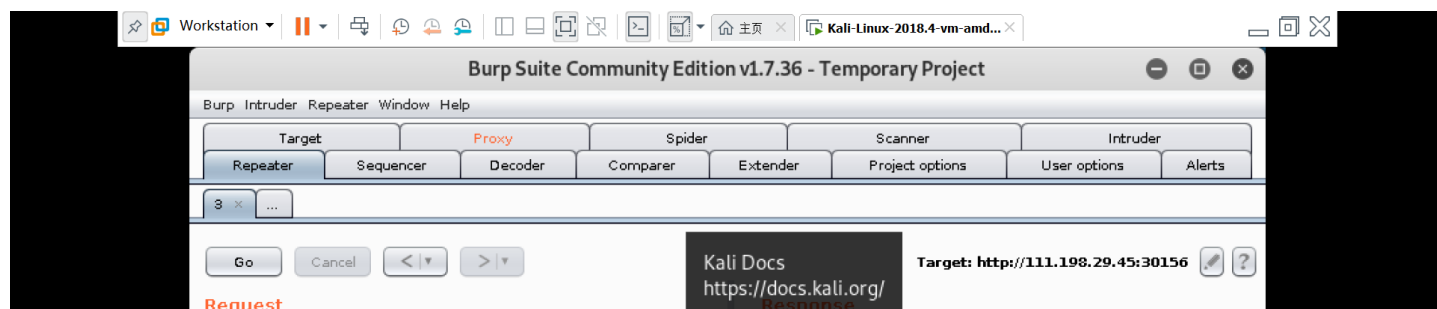 Workstation 主页 Kali-Linux-2018.4-vm-amd...
Burp Suite Community Edition v1.7.36 - Temporary Project
Burp Intruder Repeater Window Help
Target Proxy Spider Scanner Intruder
Repeater Sequencer Decoder Comparer Extender Project options User options Alerts
3 × ...
Go Cancel < > Kali Docs Target: http://111.198.29.45:30156 ?
https://docs.kali.org/
Request Response